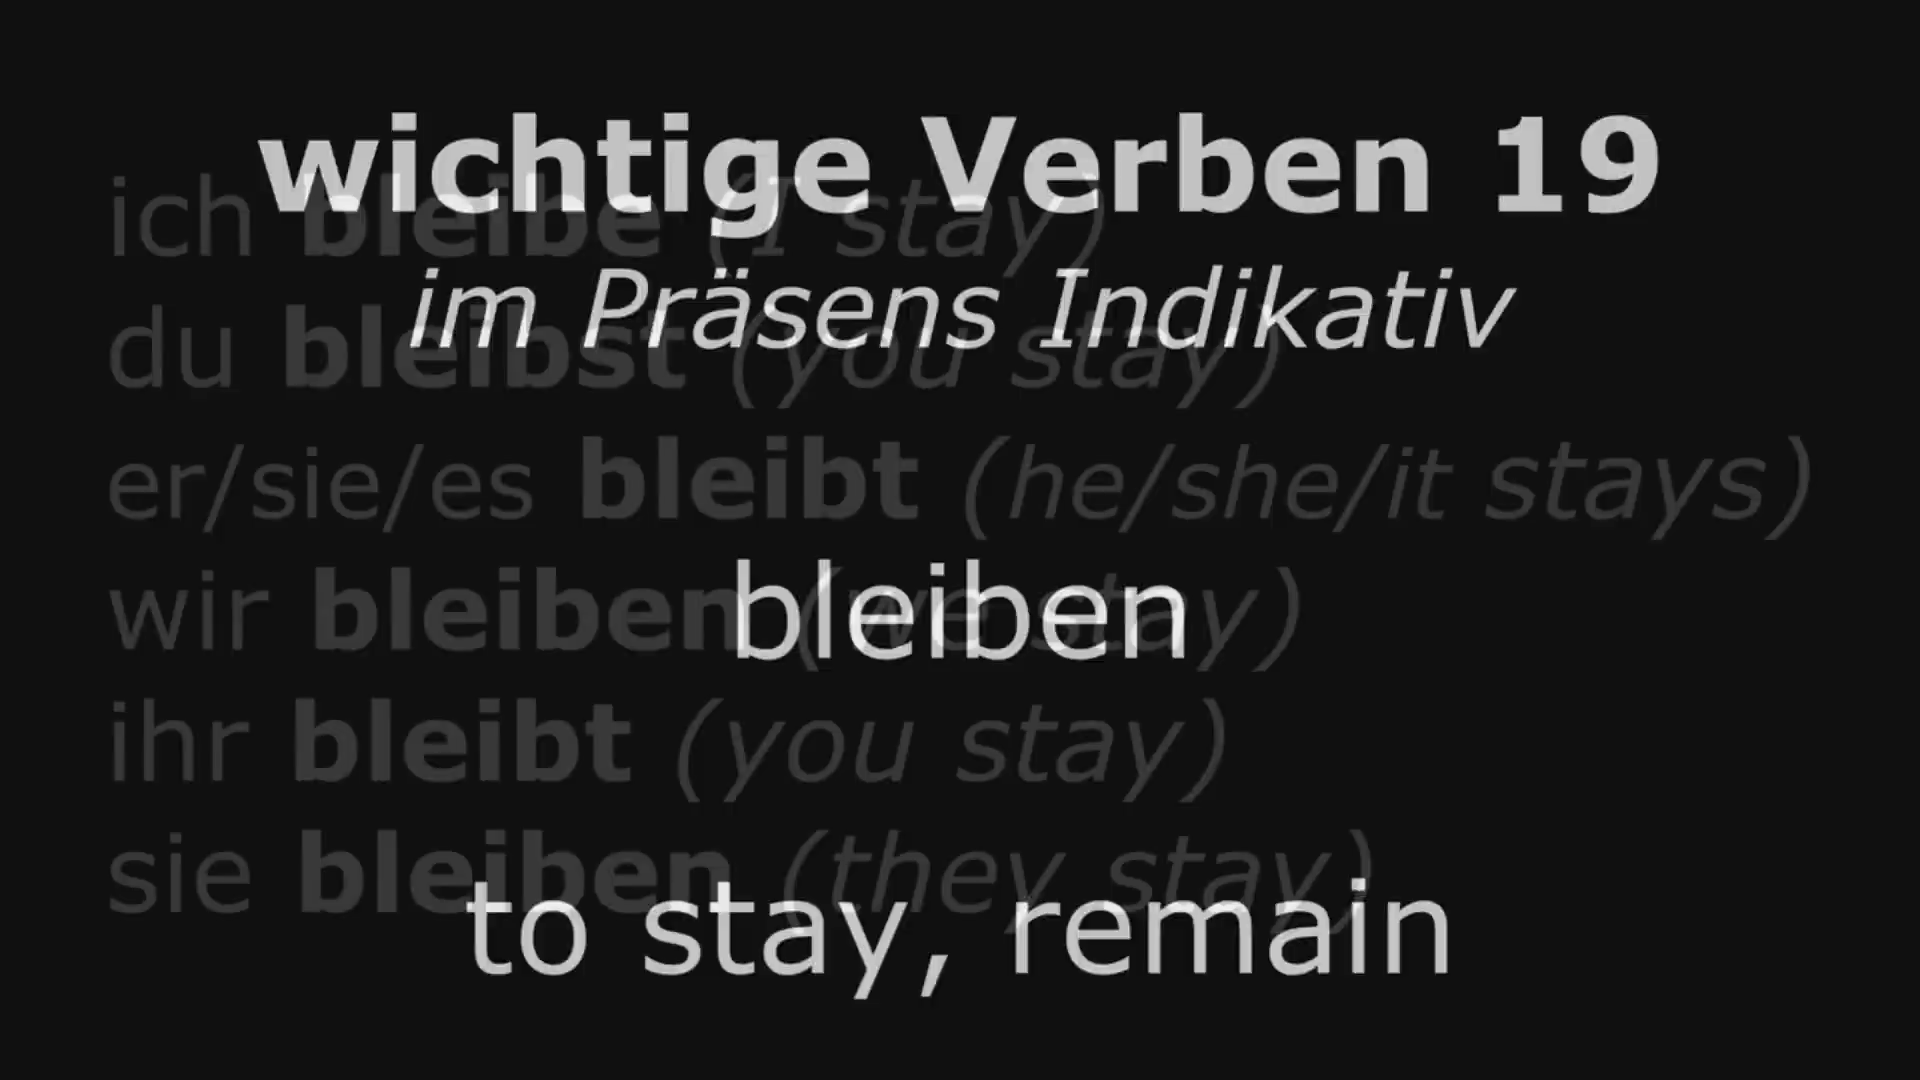 wichtige Verben 19
ich bleibe (I stay)
im Präsens Indikativ
du bleibst (you stay)
er/sie/es bleibt (he/she/it stays)
wir bleiben (we stay)
bleiben
ihr bleibt (you stay)
sie bleiben (they stay)
to stay, remain